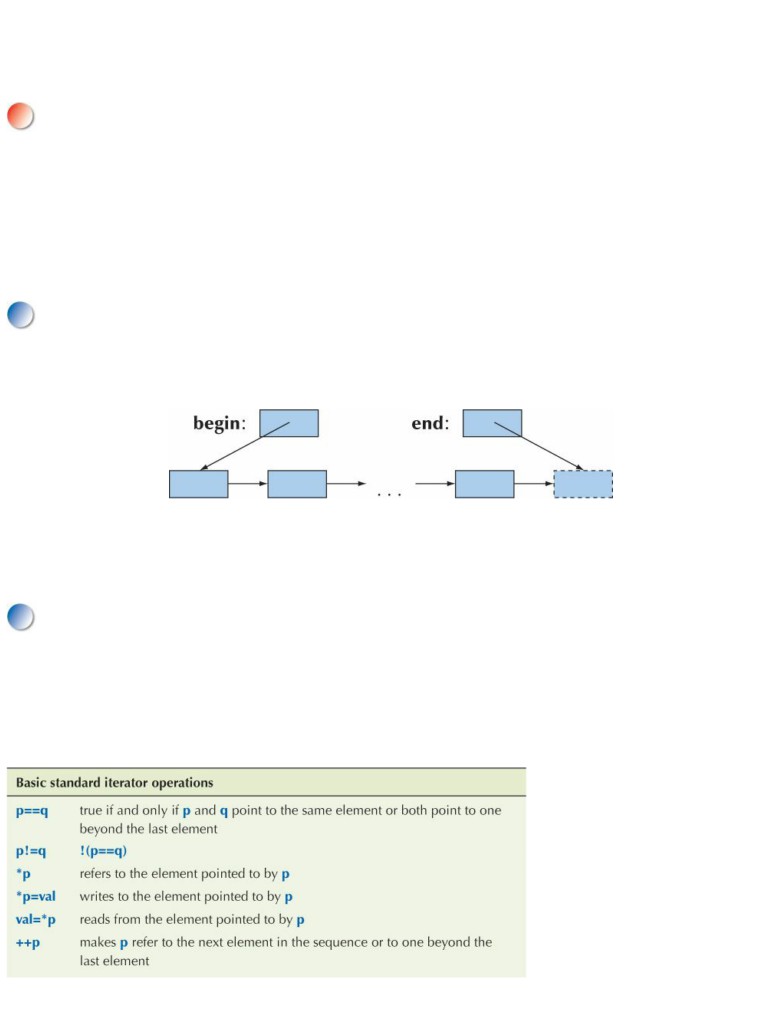 begin: end:
. . .
Basic standard iterator operations
p==q true if and only if p and q point to the same element or both point to one
beyond the last element
p!=q !(p==q)
*p refers to the element pointed to by p
*p=val writes to the element pointed to by p
val=*p reads from the element pointed to by p
++p makes p refer to the next element in the sequence or to one beyond the
last element